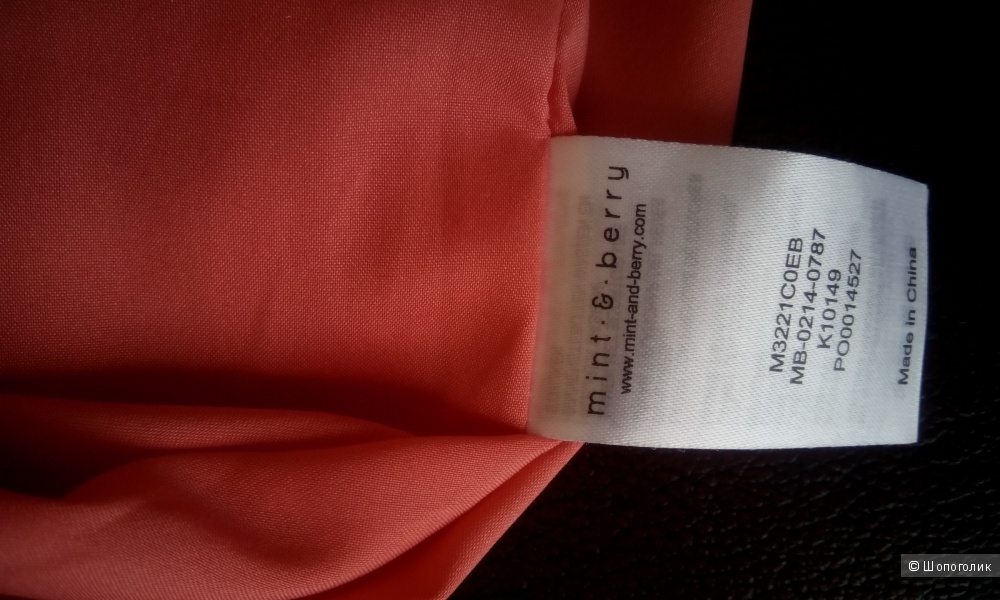 mint.&.berry
www.mint-and-berry.com
M3221C0EB
MB-0214-0787
K10149
PO0014527
Made in China
© Шопоголик